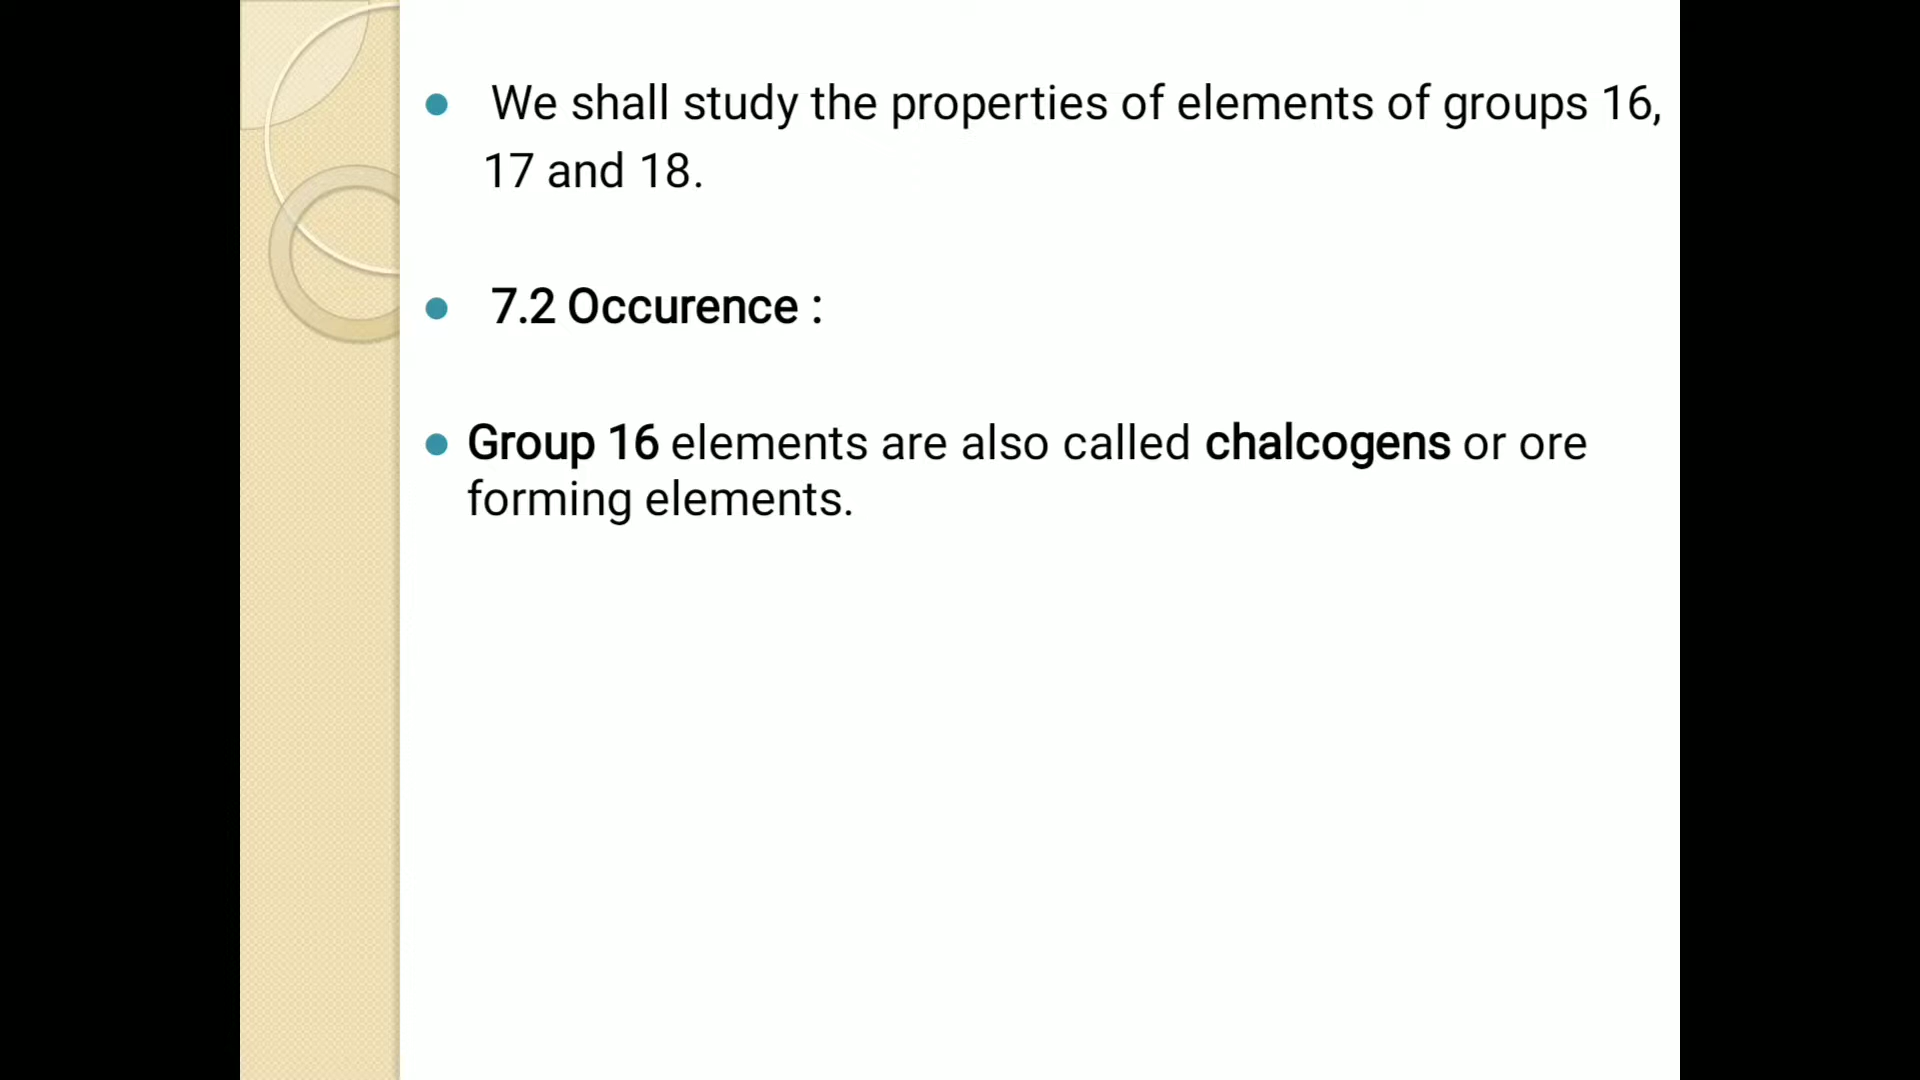 We shall study the properties of elements of groups 16,
17 and 18.
7.2 Occurence :
Group 16 elements are also called chalcogens or ore
forming elements.